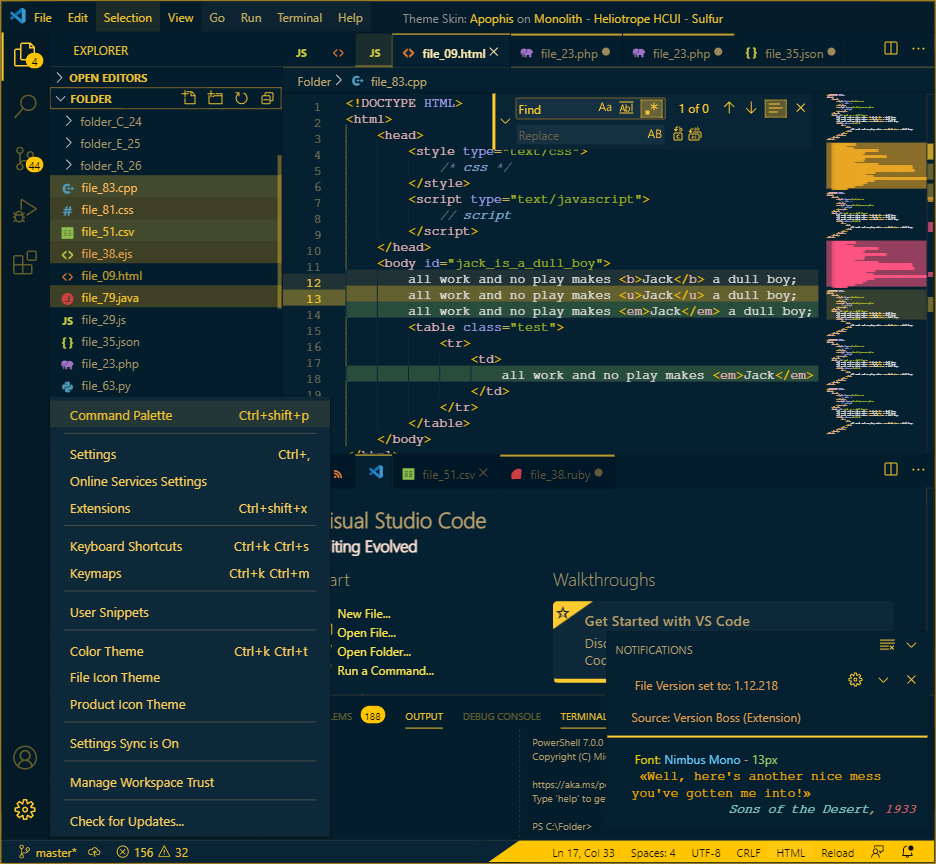 File Edit Selection View Go Run Terminal Help Theme Skin: Apophis on Monolith - Heliotrope HCUI - Sulfur
4
44
EXPLORER
OPEN EDITORS
FOLDER
folder_C_24
folder_E_25
folder_R_26
file_83.cpp
# file_81.css
file_51.csv
<> file_38.ejs
<> file_09.html
J file_79.java
JS file_29.js
{} file_35.json
file_23.php
file_63.py
JS <> JS <> file_09.html file_23.php file_23.php {} file_35.json
Folder > file_83.cpp
1 <!DOCTYPE HTML>
2 <html>
3 <head>
4 <style type="text/css">
5 /* css */
6 </style>
7 <script type="text/javascript">
8 // script
9 </script>
10 </head>
11 <body id="jack_is_a_dull_boy">
12 all work and no play makes <b>Jack</b> a dull boy;
13 all work and no play makes <u>Jack</u> a dull boy;
14 all work and no play makes <em>Jack</em> a dull boy;
15 <table class="test">
16 <tr>
17 <td>
18 all work and no play makes <em>Jack</em>
19 </td>
</tr>
</table>
</body>
</html>
Find Aa Abl .* 1 of 0
Replace AB
Command Palette Ctrl+shift+p
Settings Ctrl+,
Online Services Settings
Extensions Ctrl+shift+x
Keyboard Shortcuts Ctrl+k Ctrl+s
Keymaps Ctrl+k Ctrl+m
User Snippets
Color Theme Ctrl+k Ctrl+t
File Icon Theme
Product Icon Theme
Settings Sync is On
Manage Workspace Trust
Check for Updates...
file_51.csv file_38.ruby
isual Studio Code
iting Evolved
art
New File...
Open File...
Open Folder...
Run a Command...
Walkthroughs
Get Started with VS Code
Disc
Coc
LEMS 188 OUTPUT DEBUG CONSOLE TERMINAL
PowerShell 7.0.0
Copyright (C) Mi
https://aka.ms/p
Type 'help' to ge
PS C:\Folder>
NOTIFICATIONS
File Version set to: 1.12.218
Source: Version Boss (Extension)
Font: Nimbus Mono - 13px
«Well, here's another nice mess
you've gotten me into!»
Sons of the Desert, 1933
master* 156 32 Ln 17, Col 33 Spaces: 4 UTF-8 CRLF HTML Reload